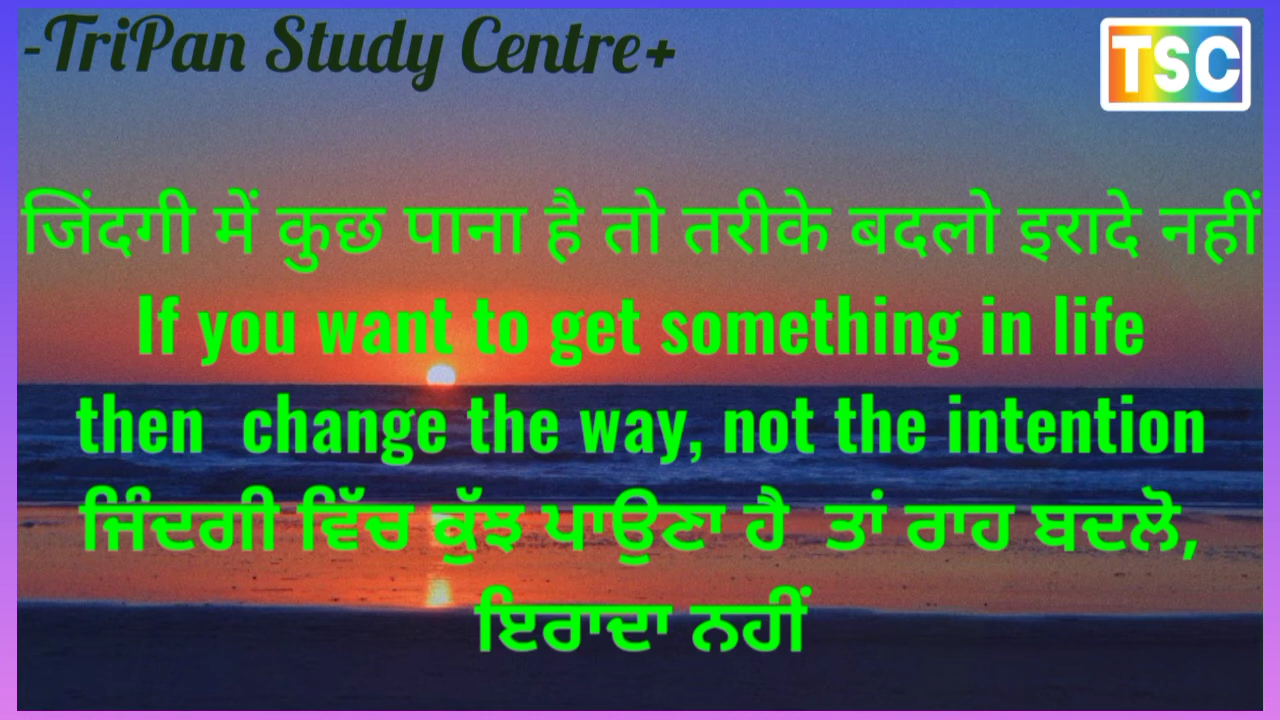 -TriPan Study Centre+
TSC
जिंदगी में कुछ पाना है तो तरीके बदलो इरादे नहीं
If you want to get something in life
then change the way, not the intention
ਜਿੰਦਗੀ ਵਿੱਚ ਕੁੱਝ ਪਾਉਣਾ ਹੈ ਤਾਂ ਰਾਹ ਬਦਲੋ,
ਇਰਾਦਾ ਨਹੀਂ